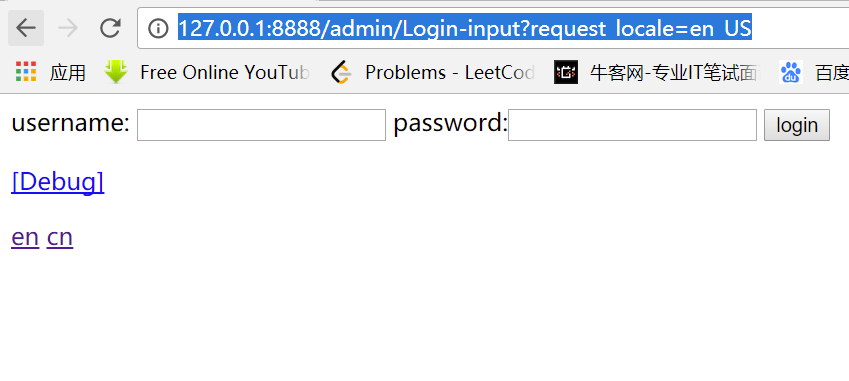 127.0.0.1:8888/admin/Login-input?request_locale=en_US
应用 Free Online YouTub Problems - LeetCod 牛客网-专业IT笔试面 百度
username: password: login
[Debug]
en cn